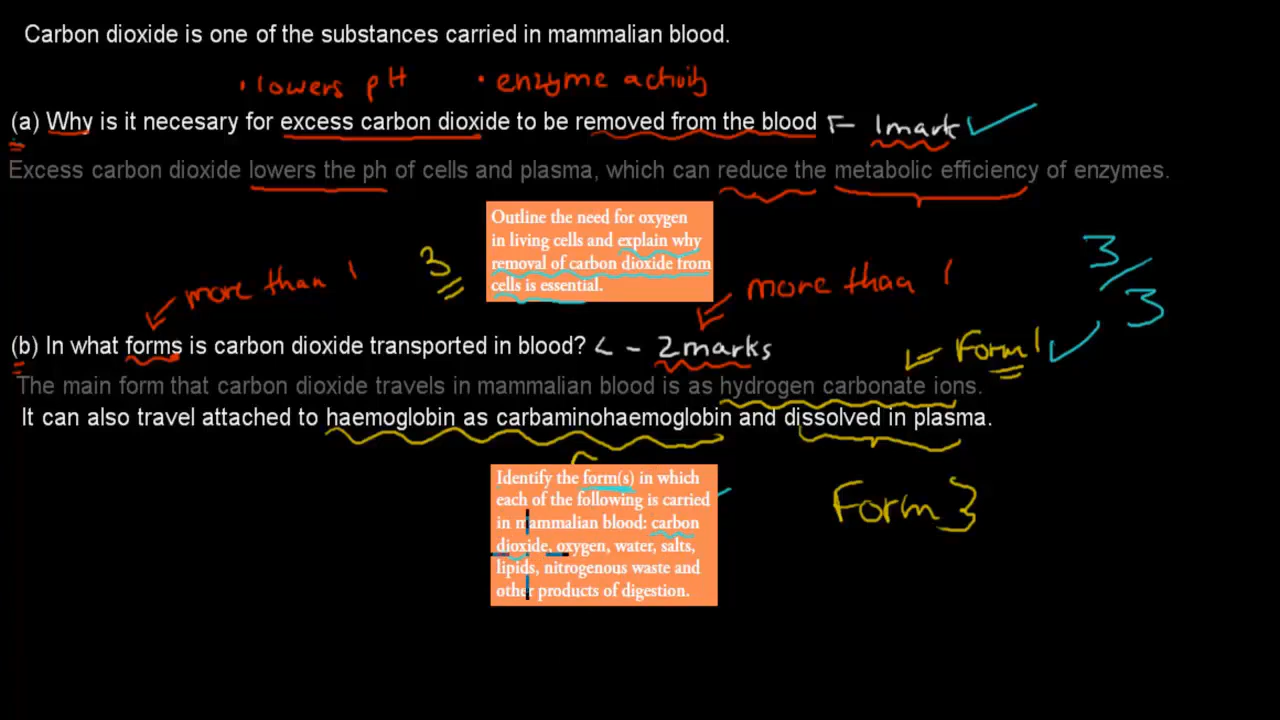 Carbon dioxide is one of the substances carried in mammalian blood.
• lowers pH • enzyme activity
(a) Why is it necesary for excess carbon dioxide to be removed from the blood ← 1 mark
Excess carbon dioxide lowers the ph of cells and plasma, which can reduce the metabolic efficiency of enzymes.
Outline the need for oxygen
in living cells and explain why
removal of carbon dioxide from
cells is essential.
3
more than 1
more than 1
3/3
(b) In what forms is carbon dioxide transported in blood? <- 2 marks
Form 1
The main form that carbon dioxide travels in mammalian blood is as hydrogen carbonate ions.
It can also travel attached to haemoglobin as carbaminohaemoglobin and dissolved in plasma.
Identify the form(s) in which
each of the following is carried
in mammalian blood: carbon
dioxide, oxygen, water, salts,
lipids, nitrogenous waste and
other products of digestion.
Form 3